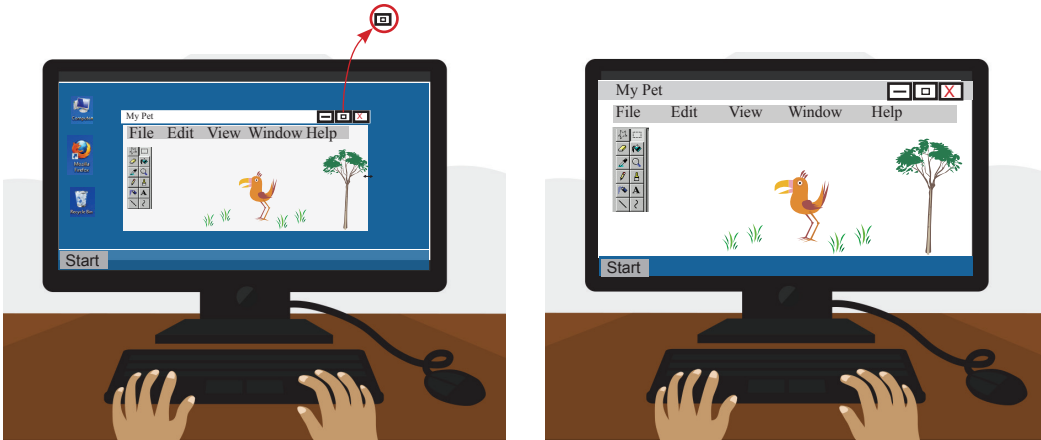 My Pet
X
File Edit View Window Help
Computer
Mozilla
Firefox
A
Recycle Bin
Start
My Pet
X
File Edit View Window Help
A
Start